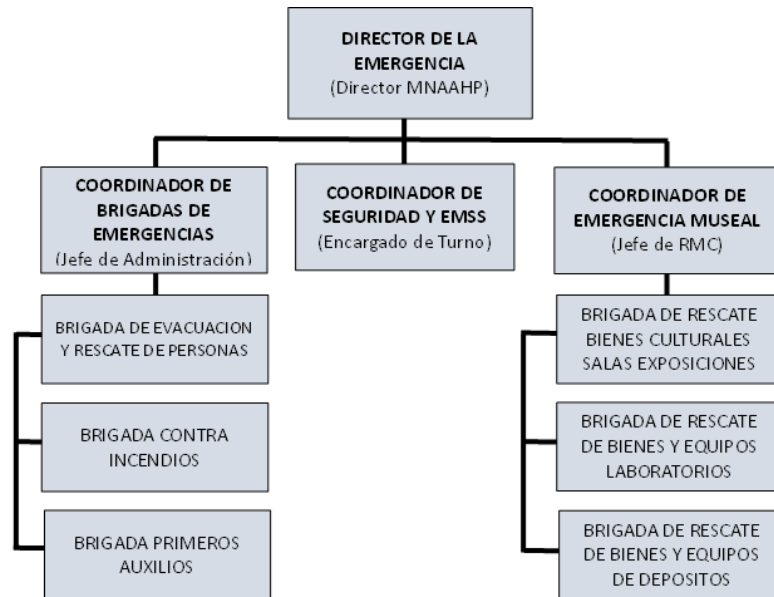 DIRECTOR DE LA
EMERGENCIA
(Director MNAAHP)
COORDINADOR DE
BRIGADAS DE
EMERGENCIAS
(Jefe de Administración)
COORDINADOR DE
SEGURIDAD Y EMSS
(Encargado de Turno)
COORDINADOR DE
EMERGENCIA MUSEAL
(Jefe de RMC)
BRIGADA DE EVACUACION
Y RESCATE DE PERSONAS
BRIGADA CONTRA
INCENDIOS
BRIGADA PRIMEROS
AUXILIOS
BRIGADA DE RESCATE
BIENES CULTURALES
SALAS EXPOSICIONES
BRIGADA DE RESCATE
DE BIENES Y EQUIPOS
LABORATORIOS
BRIGADA DE RESCATE
DE BIENES Y EQUIPOS
DE DEPOSITOS